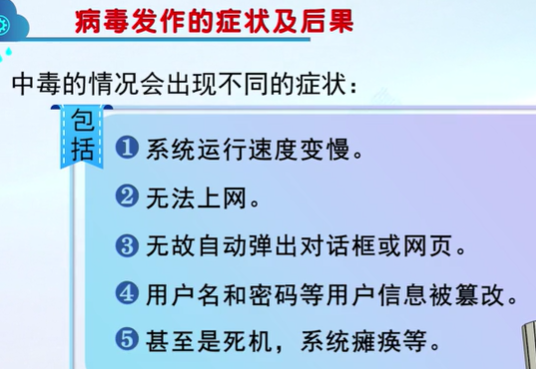 病毒发作的症状及后果
中毒的情况会出现不同的症状：
包括
❶ 系统运行速度变慢。
❷ 无法上网。
❸ 无故自动弹出对话框或网页。
❹ 用户名和密码等用户信息被篡改。
❺ 甚至是死机，系统瘫痪等。